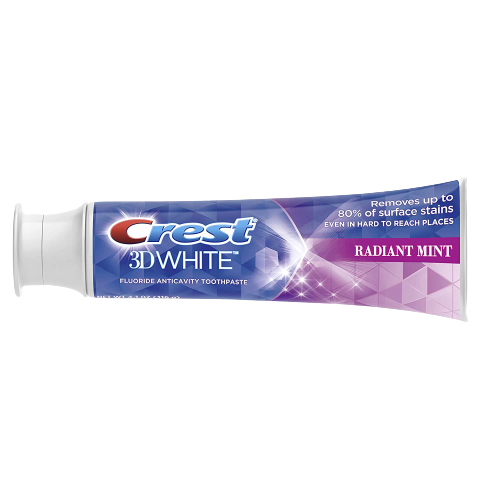 Crest
3D WHITE™
FLUORIDE ANTICAVITY TOOTHPASTE
Removes up to
80% of surface stains
EVEN IN HARD TO REACH PLACES
RADIANT MINT